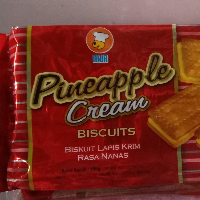 Pineapple
Cream
BISCUITS
BISKUIT LAPIS KRIM
RASA NANAS